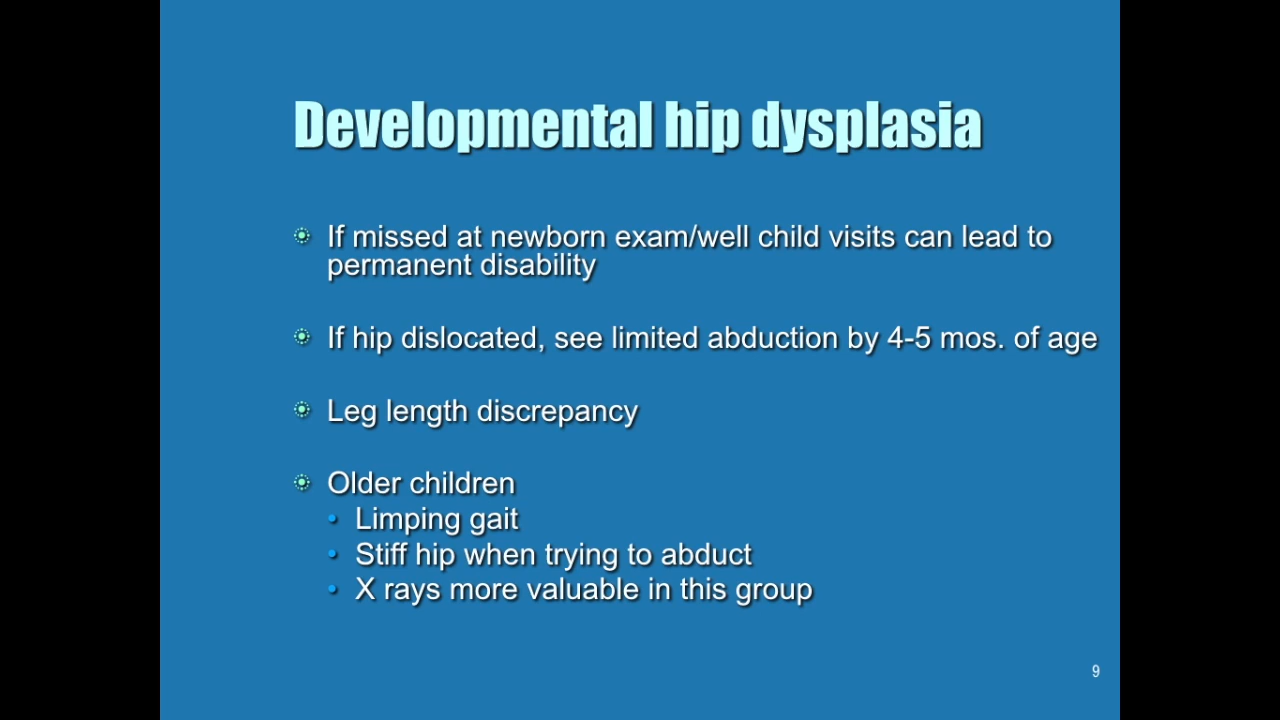 Developmental hip dysplasia
If missed at newborn exam/well child visits can lead to
permanent disability
If hip dislocated, see limited abduction by 4-5 mos. of age
Leg length discrepancy
Older children
Limping gait
Stiff hip when trying to abduct
X rays more valuable in this group
9